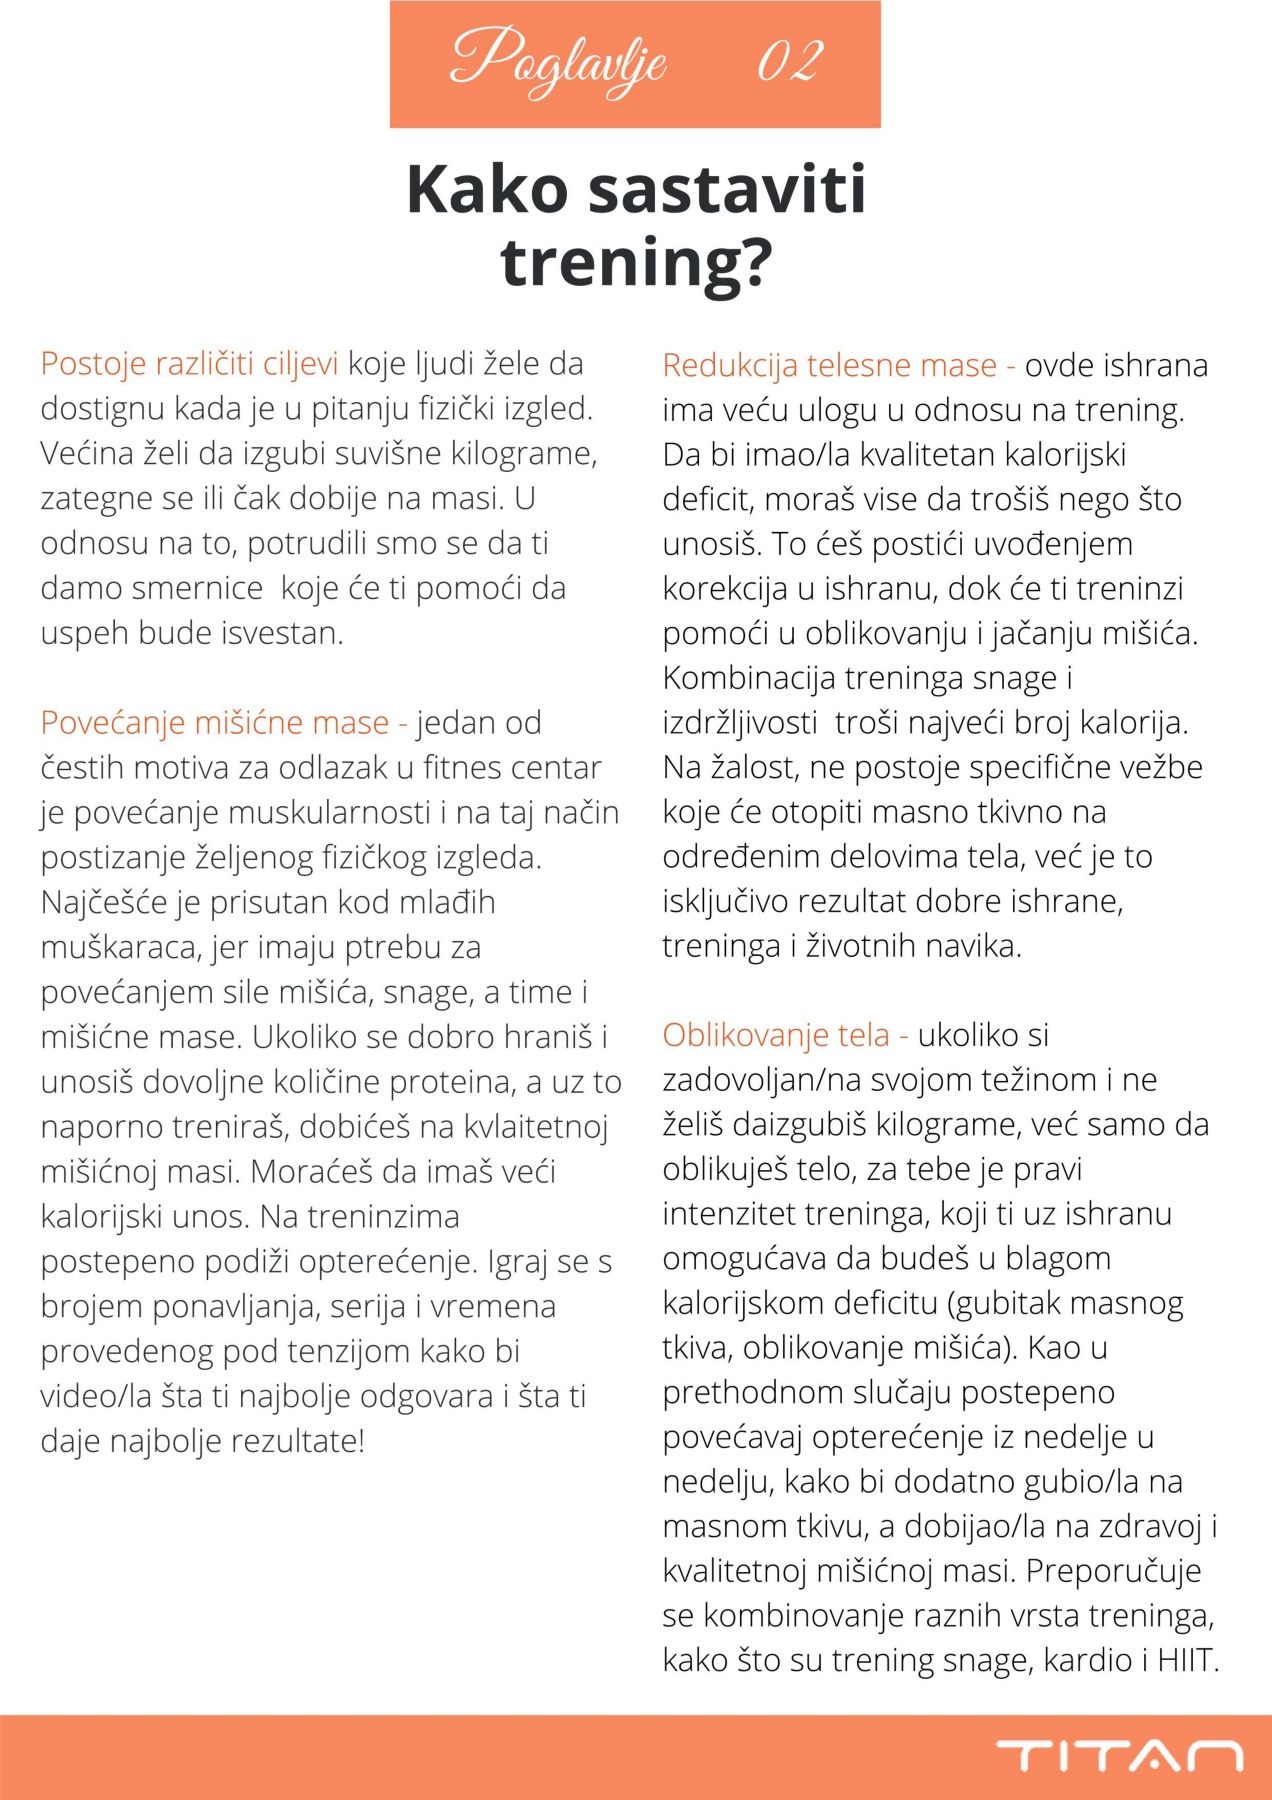 Poglavlje 02
Kako sastaviti
trening?
Postoje različiti ciljevi koje ljudi žele da
dostignu kada je u pitanju fizički izgled.
Većina želi da izgubi suvišne kilograme,
zategne se ili čak dobije na masi. U
odnosu na to, potrudili smo se da ti
damo smernice  koje će ti pomoći da
uspeh bude isvestan.
Povećanje mišićne mase - jedan od
čestih motiva za odlazak u fitnes centar
je povećanje muskularnosti i na taj način
postizanje željenog fizičkog izgleda.
Najčešće je prisutan kod mlađih
muškaraca, jer imaju ptrebu za
povećanjem sile mišića, snage, a time i
mišićne mase. Ukoliko se dobro hraniš i
unosiš dovoljne količine proteina, a uz to
naporno treniraš, dobićeš na kvlaitetnoj
mišićnoj masi. Moraćeš da imaš veći
kalorijski unos. Na treninzima
postepeno podiži opterećenje. Igraj se s
brojem ponavljanja, serija i vremena
provedenog pod tenzijom kako bi
video/la šta ti najbolje odgovara i šta ti
daje najbolje rezultate!
Redukcija telesne mase - ovde ishrana
ima veću ulogu u odnosu na trening.
Da bi imao/la kvalitetan kalorijski
deficit, moraš vise da trošiš nego što
unosiš. To ćeš postići uvođenjem
korekcija u ishranu, dok će ti treninzi
pomoći u oblikovanju i jačanju mišića.
Kombinacija treninga snage i
izdržljivosti  troši najveći broj kalorija.
Na žalost, ne postoje specifične vežbe
koje će otopiti masno tkivno na
određenim delovima tela, već je to
isključivo rezultat dobre ishrane,
treninga i životnih navika.
Oblikovanje tela - ukoliko si
zadovoljan/na svojom težinom i ne
želiš daizgubiš kilograme, već samo da
oblikuješ telo, za tebe je pravi
intenzitet treninga, koji ti uz ishranu
omogućava da budeš u blagom
kalorijskom deficitu (gubitak masnog
tkiva, oblikovanje mišića). Kao u
prethodnom slučaju postepeno
povećavaj opterećenje iz nedelje u
nedelju, kako bi dodatno gubio/la na
masnom tkivu, a dobijao/la na zdravoj i
kvalitetnoj mišićnoj masi. Preporučuje
se kombinovanje raznih vrsta treninga,
kako što su trening snage, kardio i HIIT.
TITAN